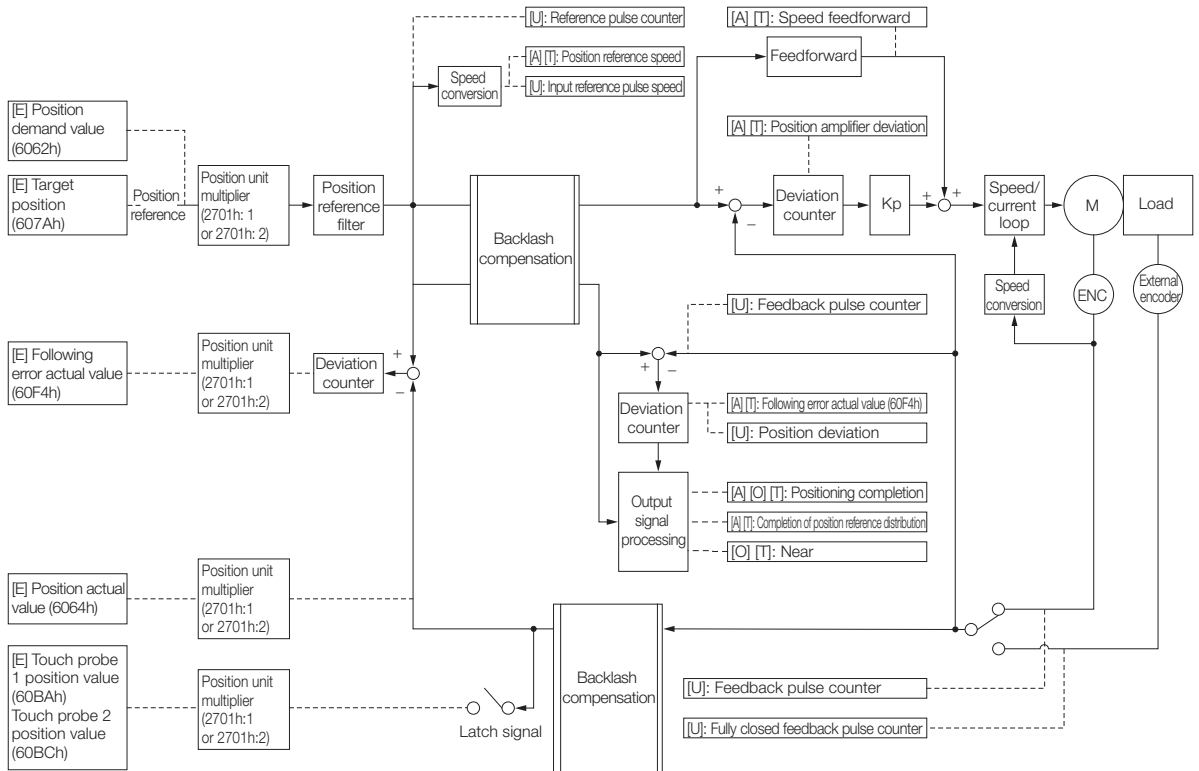 [U]: Reference pulse counter
[A] [T]: Speed feedforward
Feedforward
[A] [T]: Position reference speed
[U]: Input reference pulse speed
Speed
conversion
[E] Position
demand value
(6062h)
[E] Target
position
(607Ah)
Position
reference
Position unit
multiplier
(2701h: 1
or 2701h: 2)
Position
reference
filter
Backlash
compensation
[A] [T]: Position amplifier deviation
+
−
Deviation
counter
Kp
+
+
Speed/
current
loop
M
Load
Speed
conversion
ENC
External
encoder
[U]: Feedback pulse counter
[E] Following
error actual value
(60F4h)
Position unit
multiplier
(2701h:1
or 2701h:2)
Deviation
counter
+
−
+
−
Deviation
counter
[A] [T]: Following error actual value (60F4h)
[U]: Position deviation
Output
signal
processing
[A] [O] [T]: Positioning completion
[A] [T]: Completion of position reference distribution
[O] [T]: Near
[E] Position actual
value (6064h)
Position unit
multiplier
(2701h:1
or 2701h:2)
[E] Touch probe
1 position value
(60BAh)
Touch probe 2
position value
(60BCh)
Position unit
multiplier
(2701h:1
or 2701h:2)
Latch signal
Backlash
compensation
[U]: Feedback pulse counter
[U]: Fully closed feedback pulse counter